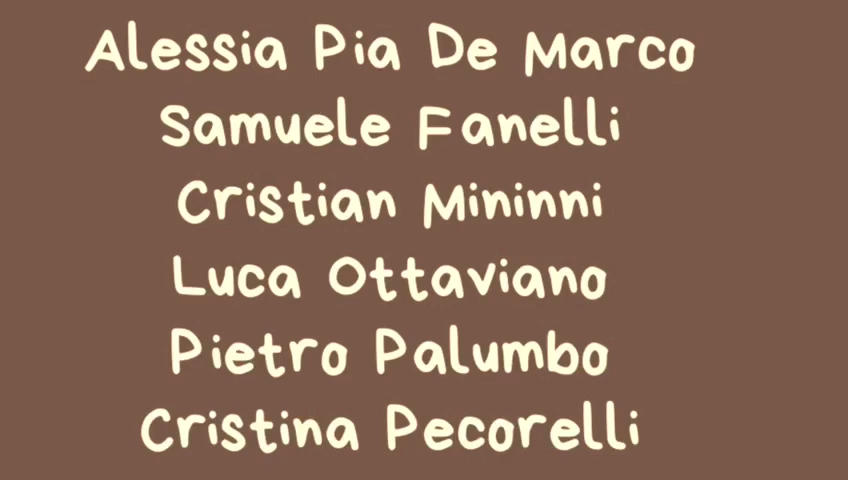 Alessia Pia De Marco
Samuele Fanelli
Cristian Mininni
Luca Ottaviano
Pietro Palumbo
Cristina Pecorelli